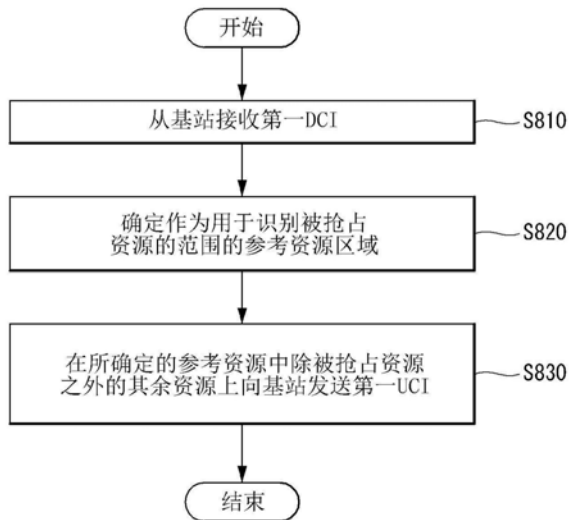 开始
从基站接收第一DCI
S810
确定作为用于识别被抢占
资源的范围的参考资源区域
S820
在所确定的参考资源中除被抢占资源
之外的其余资源上向基站发送第一UCI
S830
结束